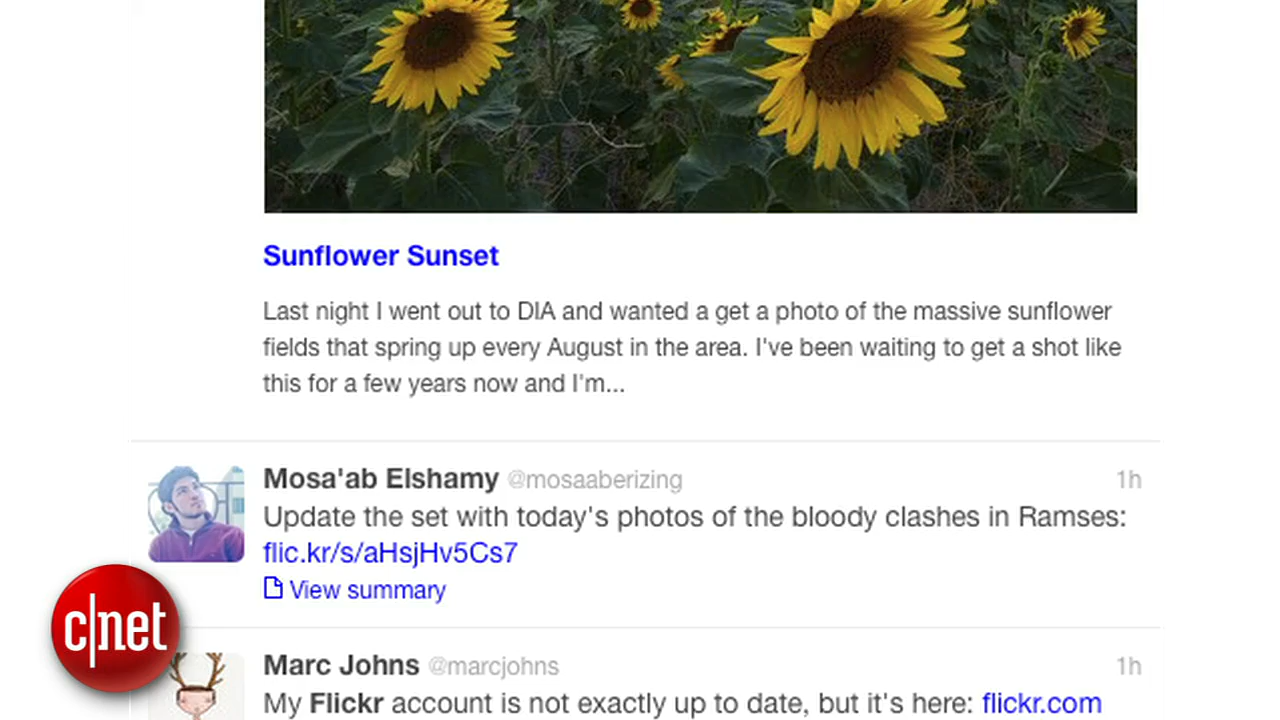 Sunflower Sunset
Last night I went out to DIA and wanted a get a photo of the massive sunflower
fields that spring up every August in the area. I've been waiting to get a shot like
this for a few years now and I'm...
Mosa'ab Elshamy @mosaaberizing 1h
Update the set with today's photos of the bloody clashes in Ramses:
flic.kr/s/aHsjHv5Cs7
View summary
c|net
Marc Johns @marcjohns 1h
My Flickr account is not exactly up to date, but it's here: flickr.com